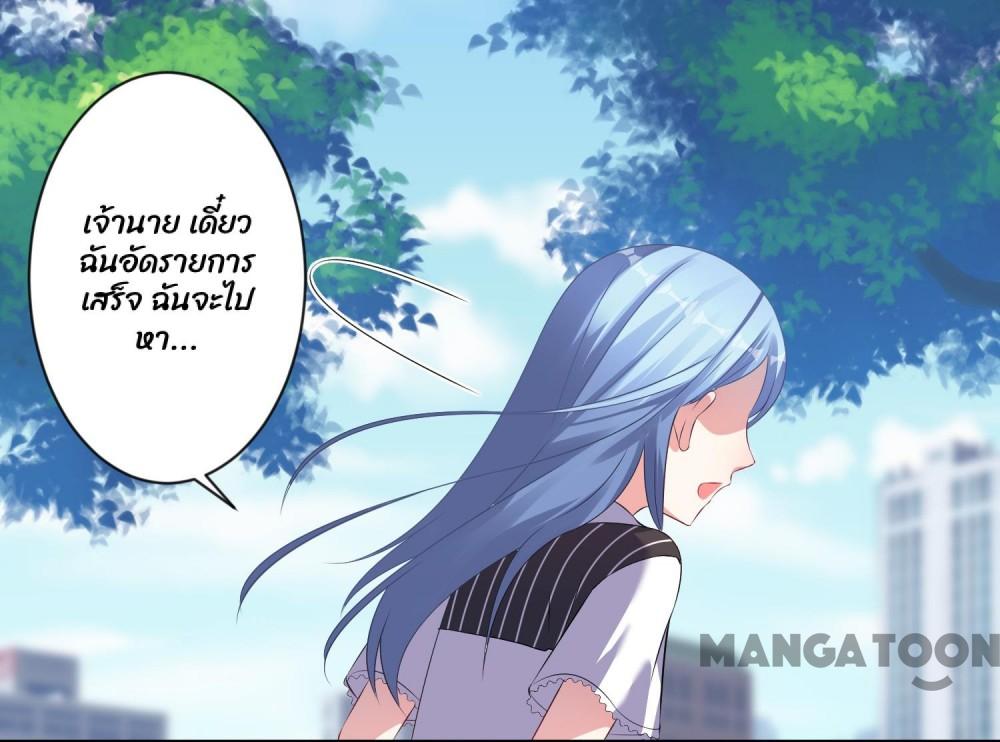 เจ้านาย เดี๋ยว
ฉันอัดรายการ
เสร็จ ฉันจะไป
หา...
MANGATOON